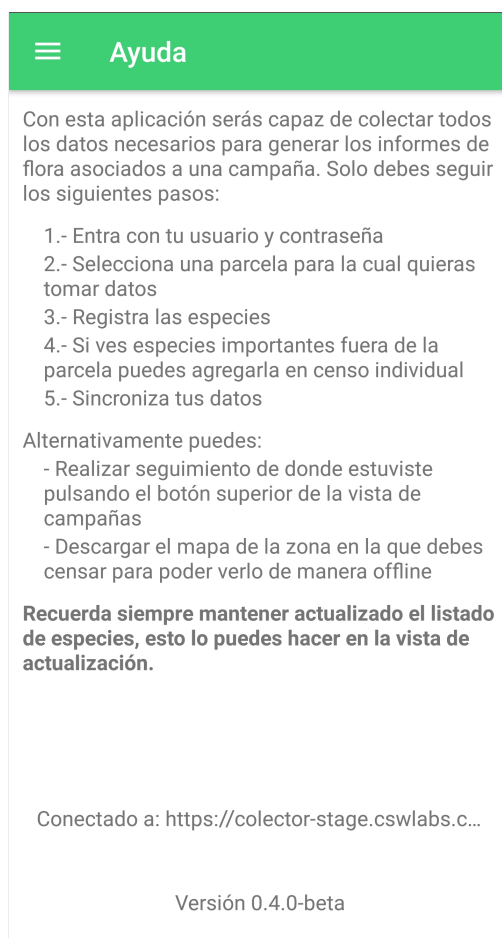 Ayuda
Con esta aplicación serás capaz de colectar todos
los datos necesarios para generar los informes de
flora asociados a una campaña. Solo debes seguir
los siguientes pasos:
1.- Entra con tu usuario y contraseña
2.- Selecciona una parcela para la cual quieras
tomar datos
3.- Registra las especies
4.- Si ves especies importantes fuera de la
parcela puedes agregarla en censo individual
5.- Sincroniza tus datos
Alternativamente puedes:
- Realizar seguimiento de donde estuviste
pulsando el botón superior de la vista de
campañas
- Descargar el mapa de la zona en la que debes
censar para poder verlo de manera offline
Recuerda siempre mantener actualizado el listado
de especies, esto lo puedes hacer en la vista de
actualización.
Conectado a: https://colector-stage.cswlabs.c...
Versión 0.4.0-beta